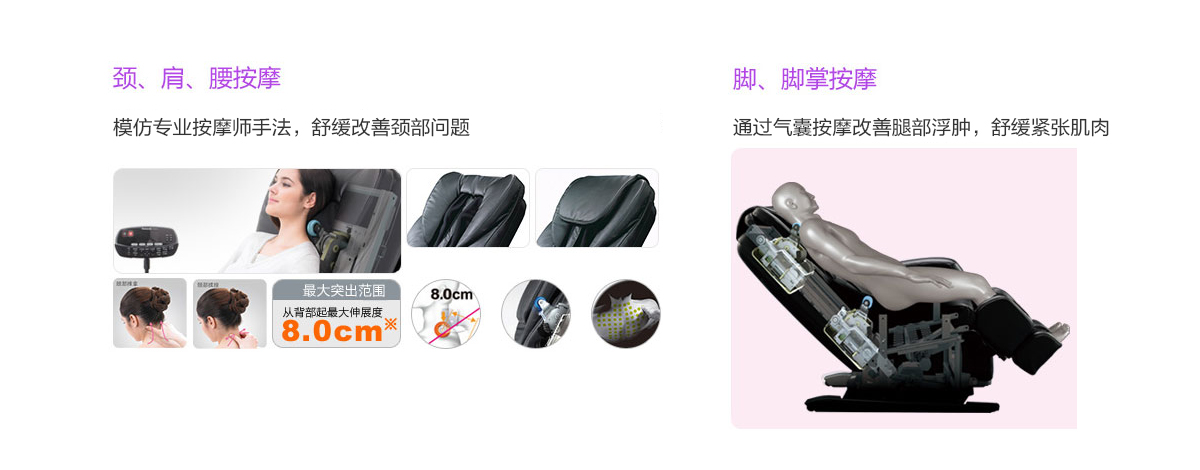 颈、肩、腰按摩
模仿专业按摩师手法，舒缓改善颈部问题
最大突出范围
从背部起最大伸展度
8.0cm※
8.0cm
脚、脚掌按摩
通过气囊按摩改善腿部浮肿，舒缓紧张肌肉